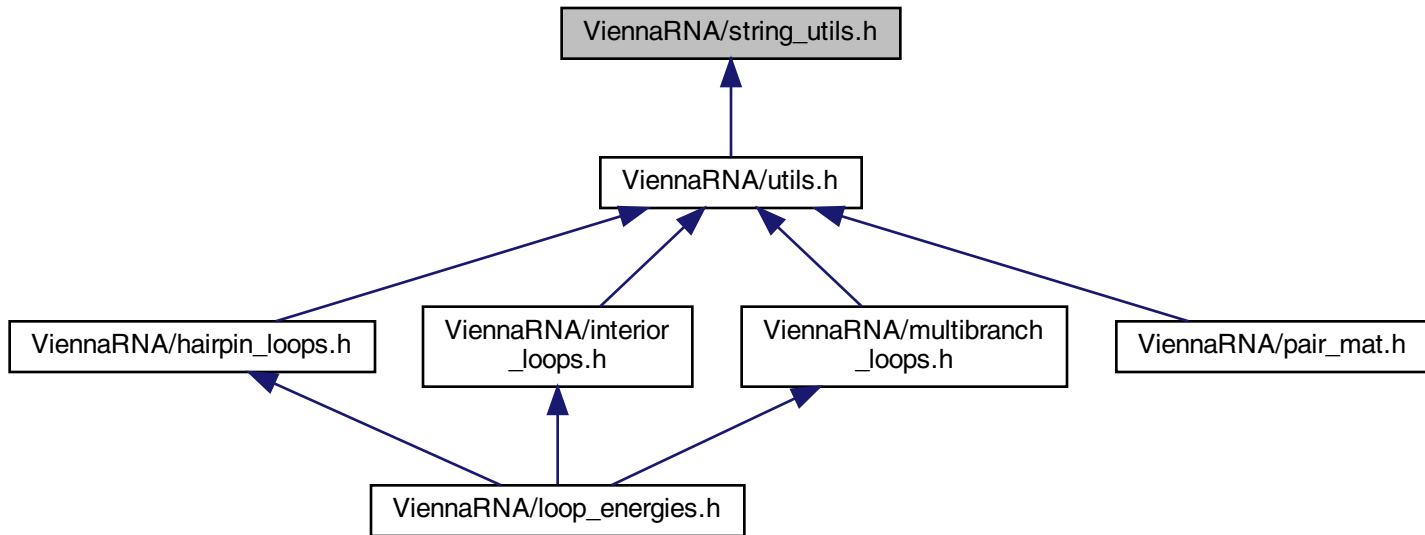 ViennaRNA/string_utils.h
ViennaRNA/utils.h
ViennaRNA/hairpin_loops.h
ViennaRNA/interior
_loops.h
ViennaRNA/multibranch
_loops.h
ViennaRNA/pair_mat.h
ViennaRNA/loop_energies.h